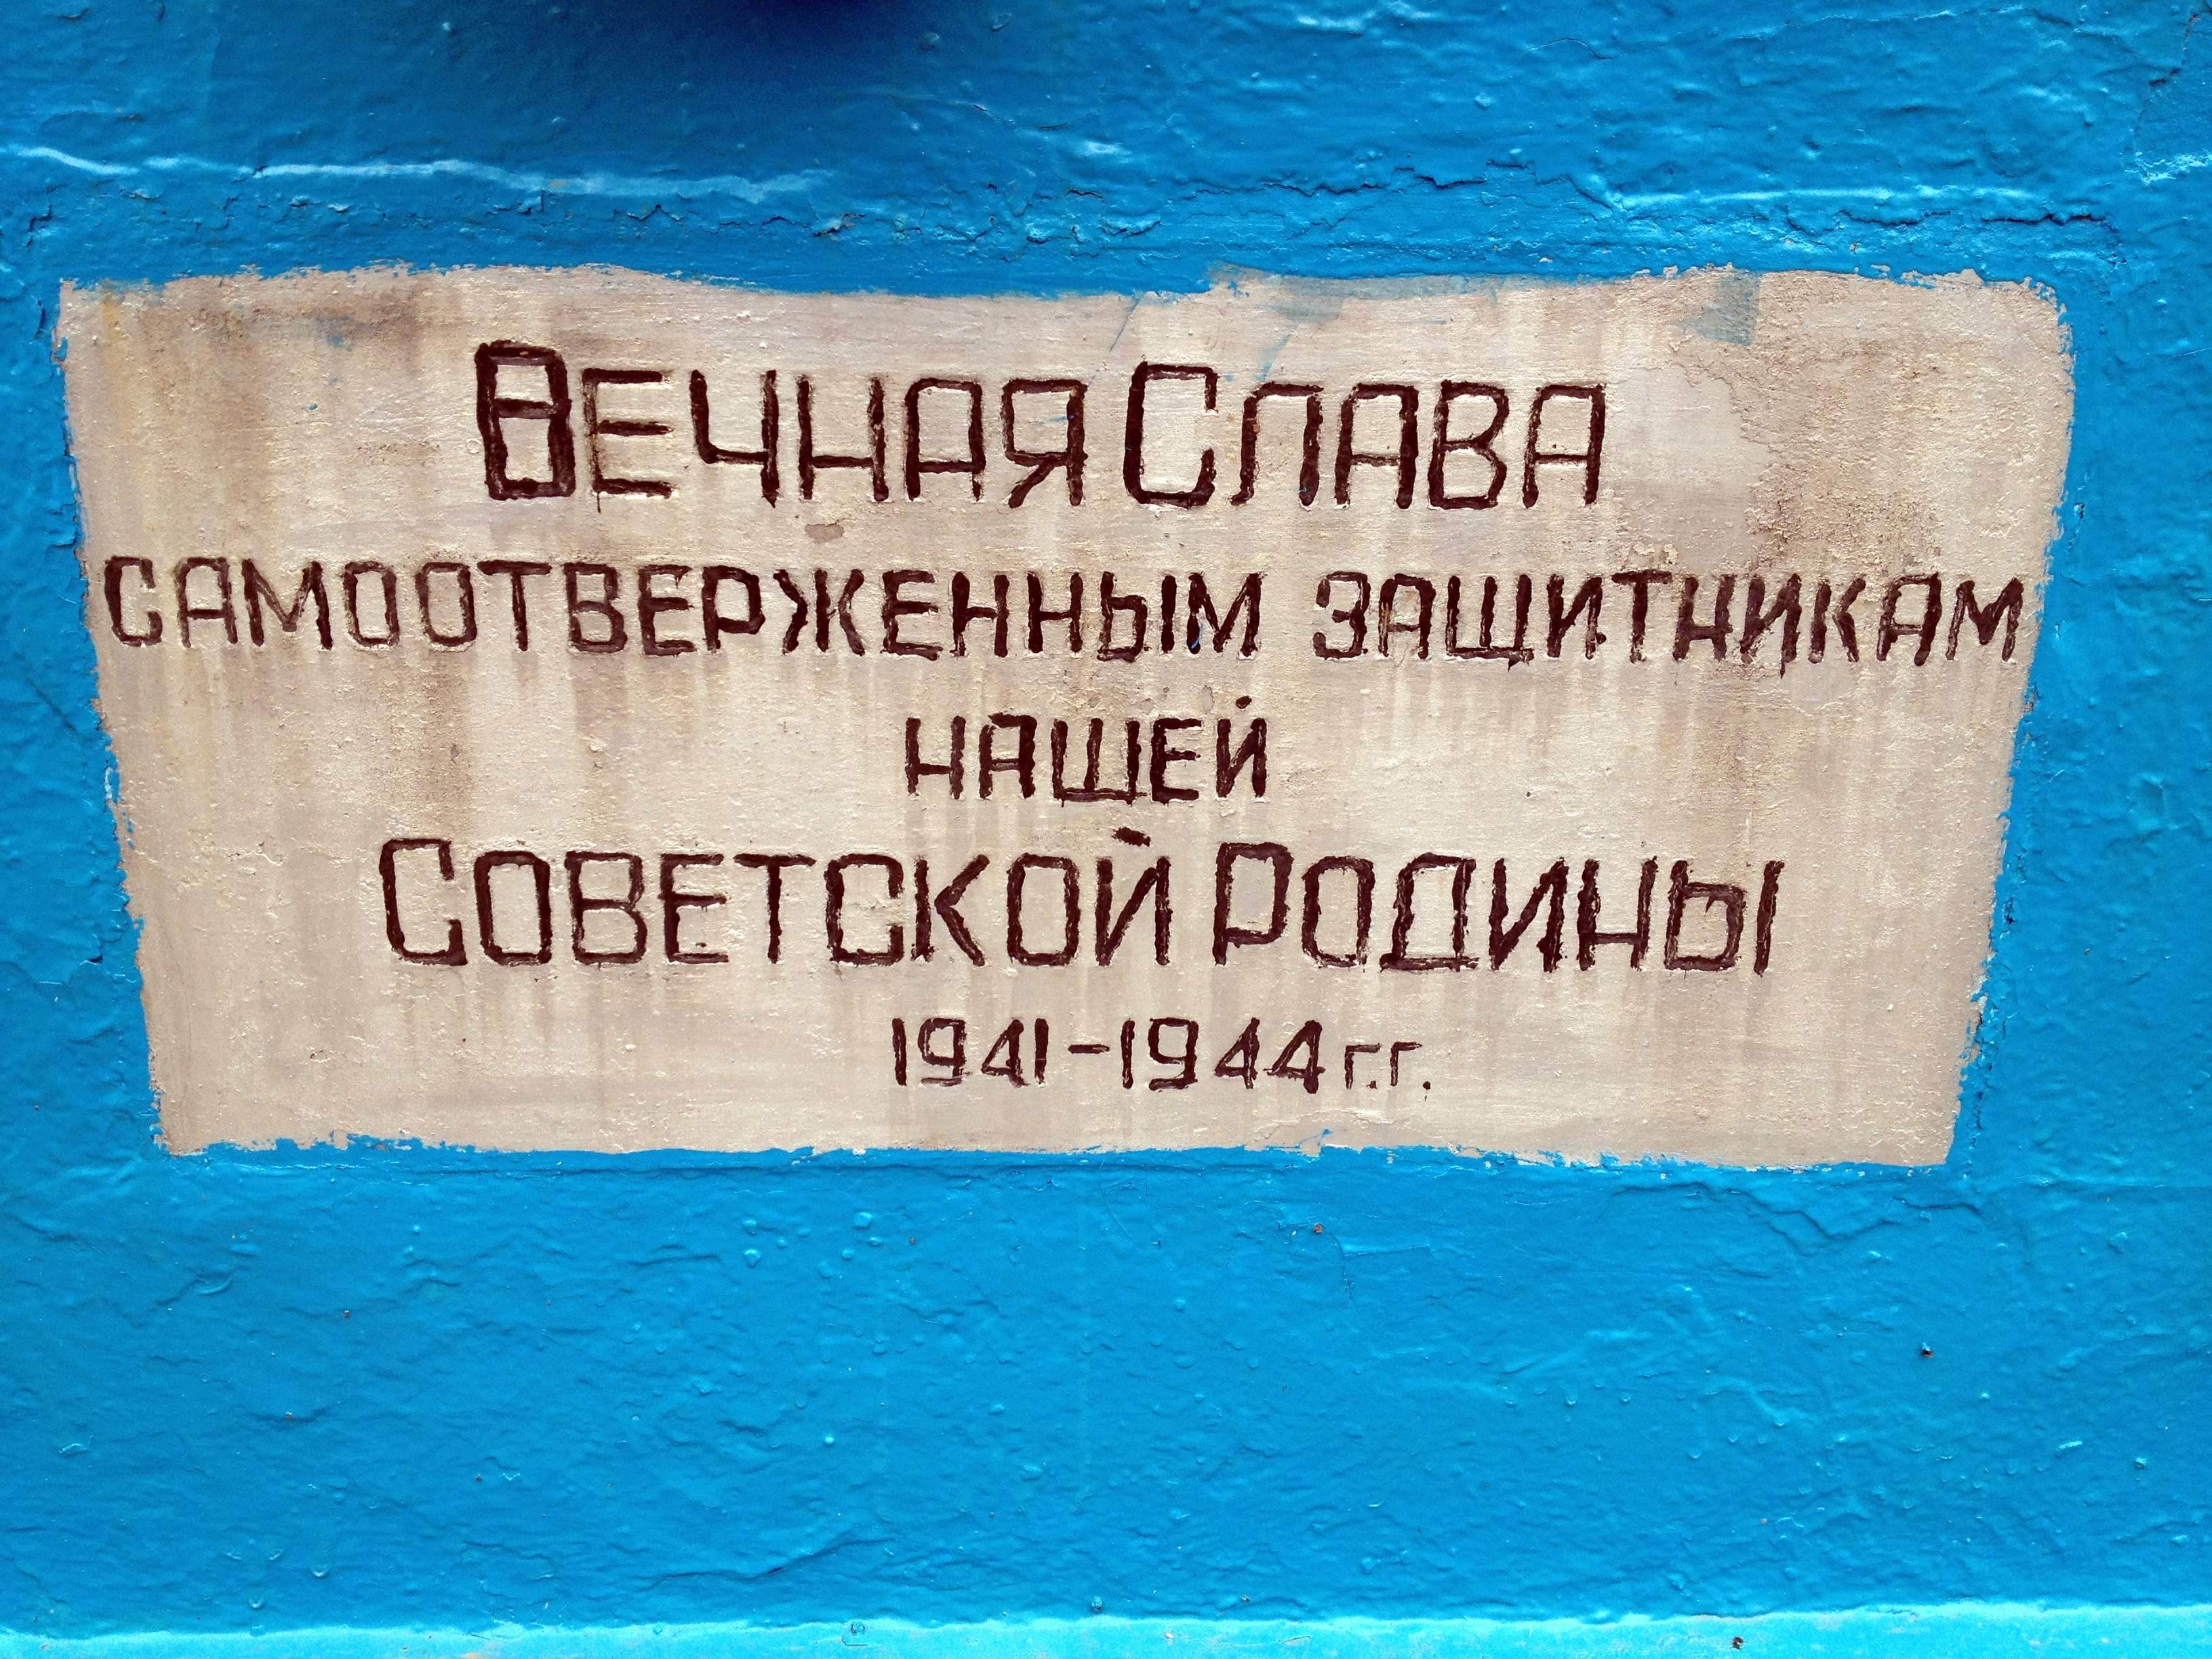 Вечная Слава
самоотверженным защитникам
нашей
Советской Родины
1941-1944 г.г.